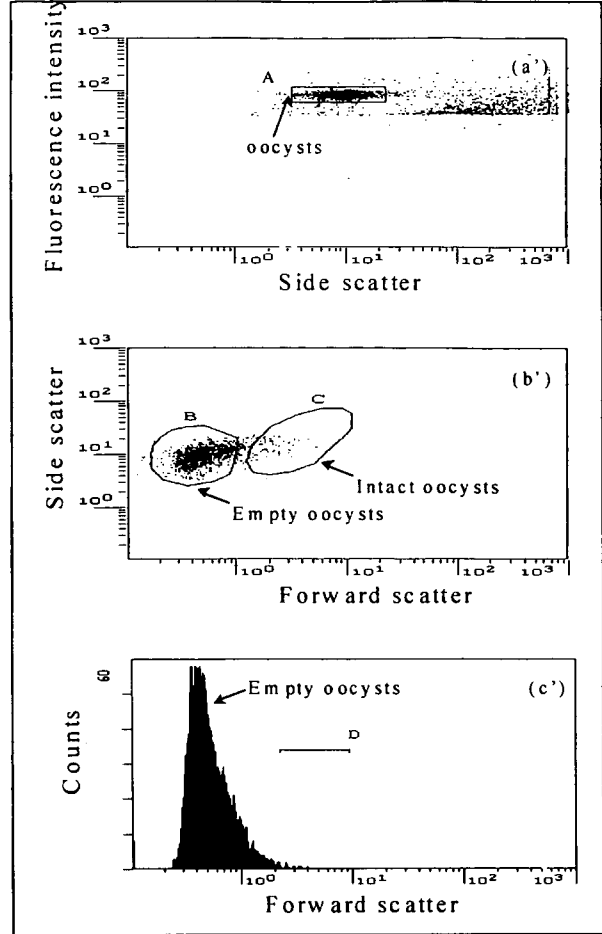 Fluorescence intensity
10³
10²
10¹
10⁰
A
(a')
oocysts
10⁰ 10¹ 10² 10³
Side scatter
Side scatter
10³
10²
10¹
10⁰
B
C
(b')
Intact oocysts
Empty oocysts
10⁰ 10¹ 10² 10³
Forward scatter
Counts
60
Empty oocysts
(c')
D
10⁰ 10¹ 10² 10³
Forward scatter